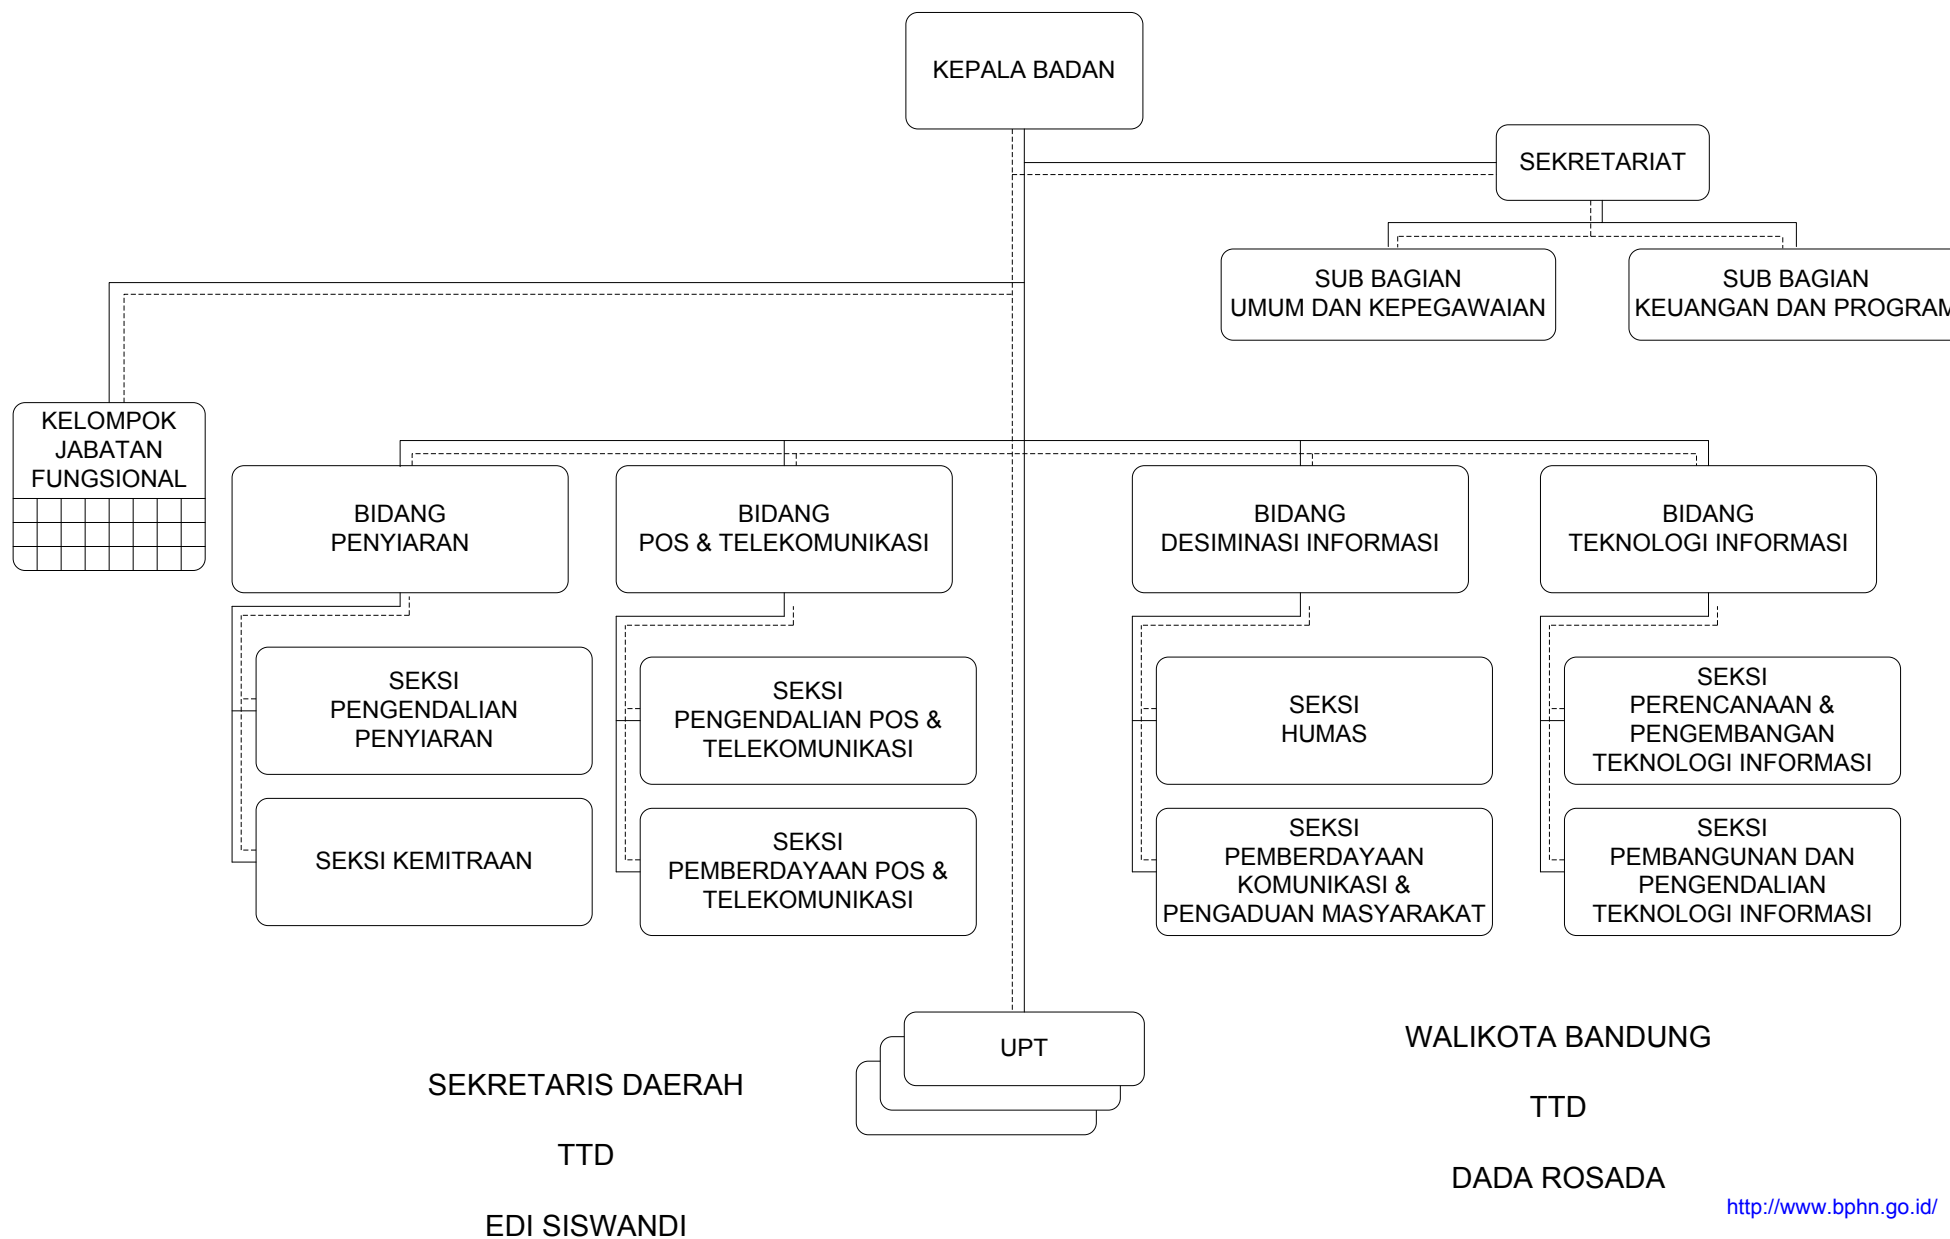 KEPALA BADAN
SEKRETARIAT
SUB BAGIAN
UMUM DAN KEPEGAWAIAN
SUB BAGIAN
KEUANGAN DAN PROGRAM
KELOMPOK
JABATAN
FUNGSIONAL
BIDANG
PENYIARAN
BIDANG
POS & TELEKOMUNIKASI
BIDANG
DESIMINASI INFORMASI
BIDANG
TEKNOLOGI INFORMASI
SEKSI
PENGENDALIAN
PENYIARAN
SEKSI
PENGENDALIAN POS &
TELEKOMUNIKASI
SEKSI
HUMAS
SEKSI
PERENCANAAN &
PENGEMBANGAN
TEKNOLOGI INFORMASI
SEKSI KEMITRAAN
SEKSI
PEMBERDAYAAN POS &
TELEKOMUNIKASI
SEKSI
PEMBERDAYAAN
KOMUNIKASI &
PENGADUAN MASYARAKAT
SEKSI
PEMBANGUNAN DAN
PENGENDALIAN
TEKNOLOGI INFORMASI
UPT
SEKRETARIS DAERAH
TTD
EDI SISWANDI
WALIKOTA BANDUNG
TTD
DADA ROSADA
http://www.bphn.go.id/